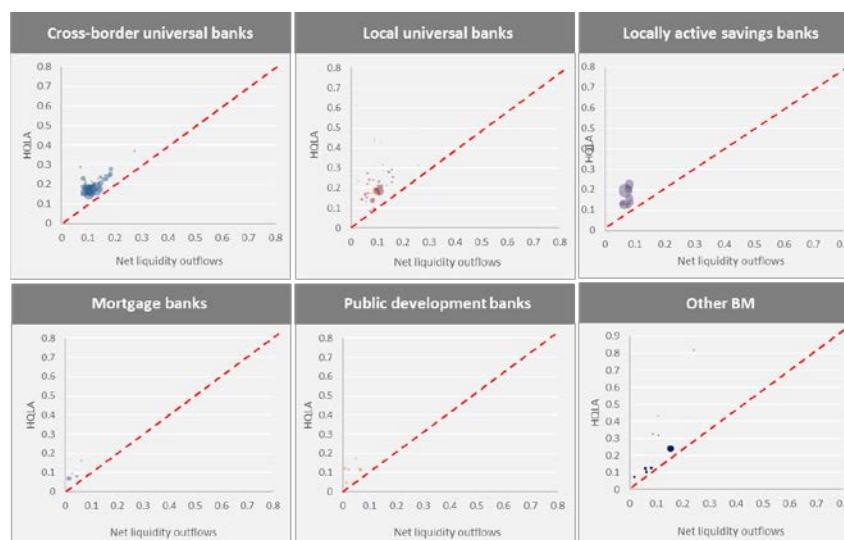 Cross-border universal banks
0.8
0.7
0.6
0.5
0.4
0.3
0.2
0.1
0
HQLA
0 0.1 0.2 0.3 0.4 0.5 0.6 0.7 0.8
Net liquidity outflows
Local universal banks
0.8
0.7
0.6
0.5
0.4
0.3
0.2
0.1
0
HQLA
0 0.1 0.2 0.3 0.4 0.5 0.6 0.7 0.8
Net liquidity outflows
Locally active savings banks
0.8
0.7
0.6
0.5
0.4
0.3
0.2
0.1
0
HQLA
0 0.1 0.2 0.3 0.4 0.5 0.6 0.7 0.8
Net liquidity outflows
Mortgage banks
0.8
0.7
0.6
0.5
0.4
0.3
0.2
0.1
0
HQLA
0 0.1 0.2 0.3 0.4 0.5 0.6 0.7 0.8
Net liquidity outflows
Public development banks
0.8
0.7
0.6
0.5
0.4
0.3
0.2
0.1
0
HQLA
0 0.1 0.2 0.3 0.4 0.5 0.6 0.7 0.8
Net liquidity outflows
Other BM
0.9
0.8
0.7
0.6
0.5
0.4
0.3
0.2
0.1
0
HQLA
0 0.1 0.2 0.3 0.4 0.5 0.6 0.7 0.8
Net liquidity outflows